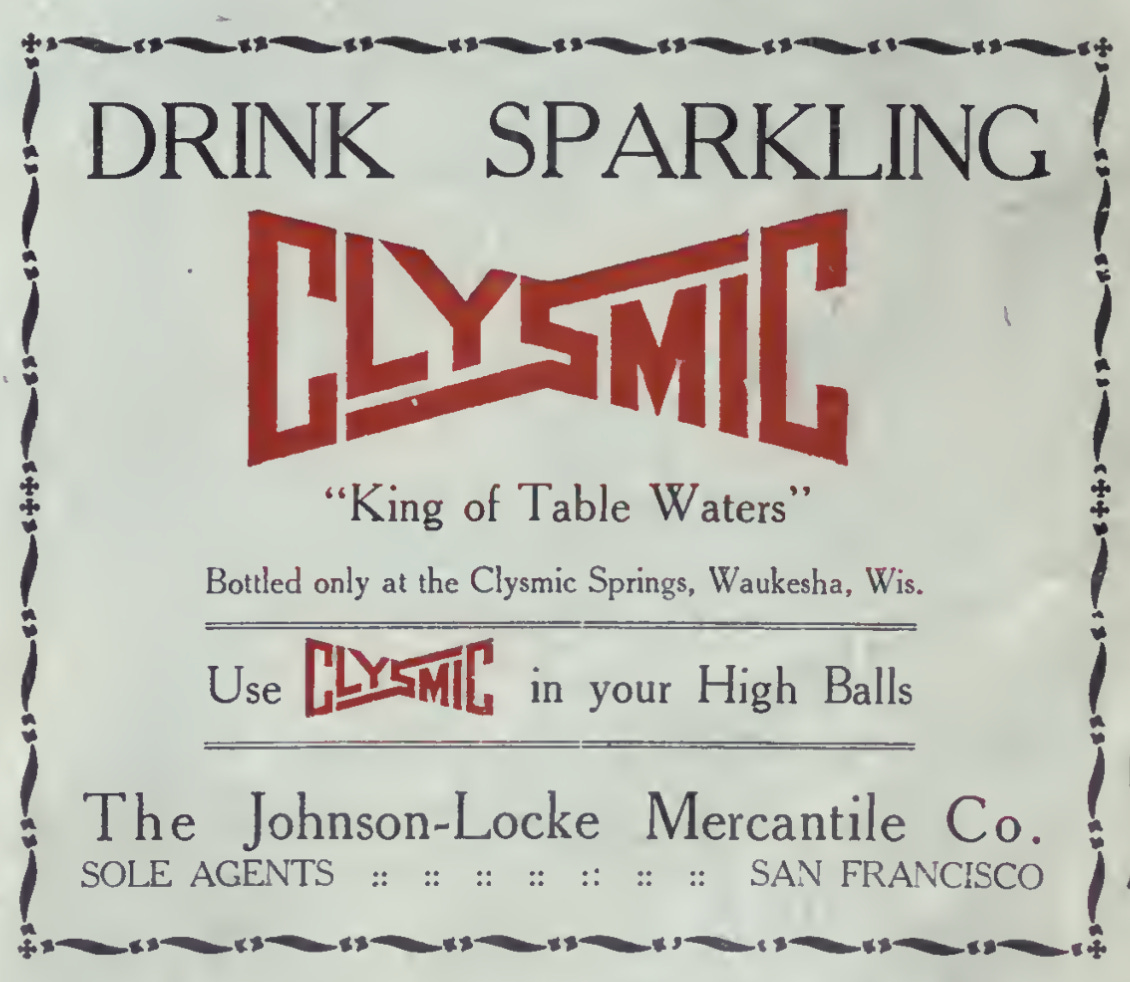 DRINK SPARKLING
CLYSMIC
"King of Table Waters"
Bottled only at the Clysmic Springs, Waukesha, Wis.
Use CLYSMIC in your High Balls
The Johnson-Locke Mercantile Co.
SOLE AGENTS :: :: :: :: :: :: :: SAN FRANCISCO